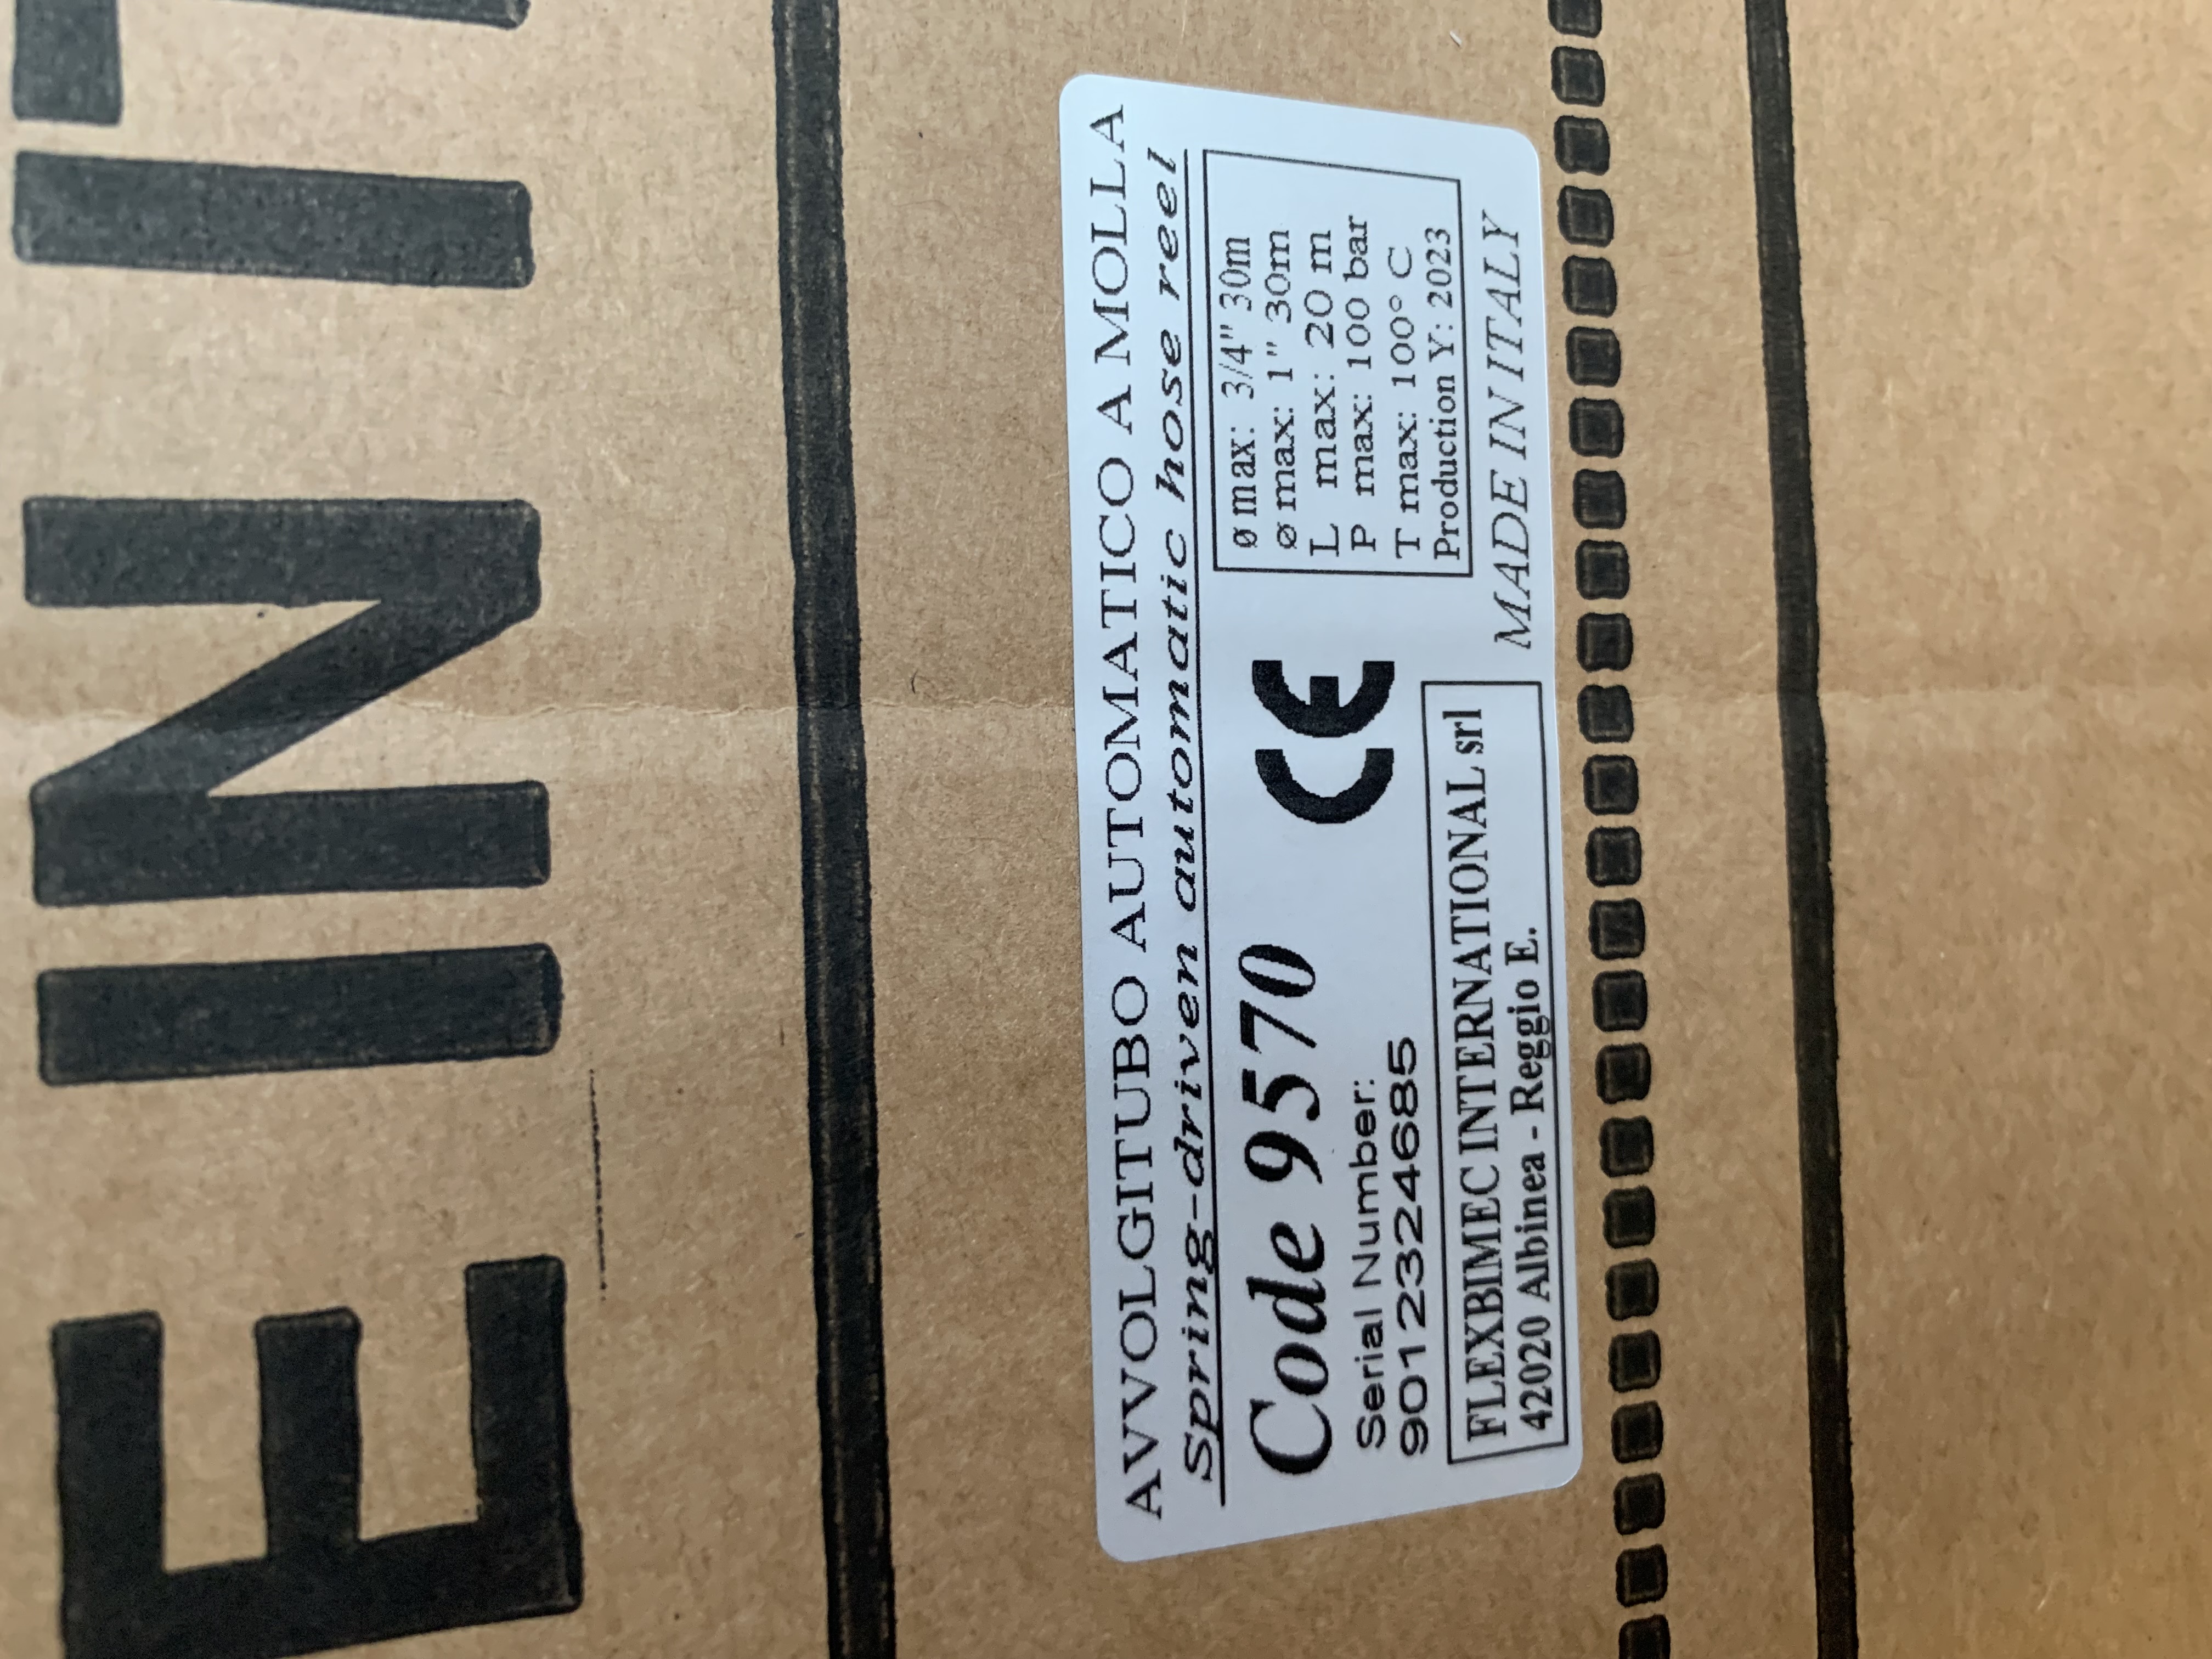 AVVOLGITUBO AUTOMATICO A MOLLA
Spring-driven automatic hose reel
Code 9570
Serial Number:
9012324685
CE
ø max: 3/4" 30m
ø max: 1" 30m
L max: 20 m
P max: 100 bar
T max: 100° C
Production Y: 2023
FLEXBIMEC INTERNATIONAL srl
42020 Albinea - Reggio E.
MADE IN ITALY